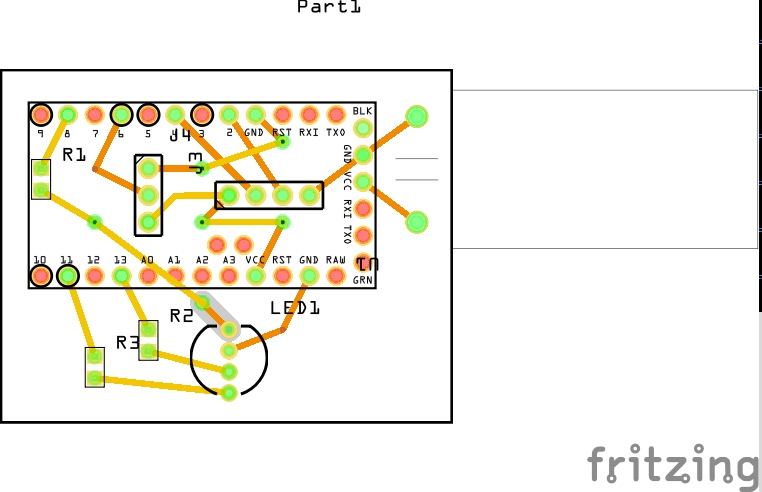 Part1
BLK
9 8 7 6 5 4 3 2 GND RST RXI TXO
J4
J3
R1
GND
VCC
RXI
TXO
10 11 12 13 A0 A1 A2 A3 VCC RST GND RAW
U1
GRN
R2
LED1
R3
fritzing